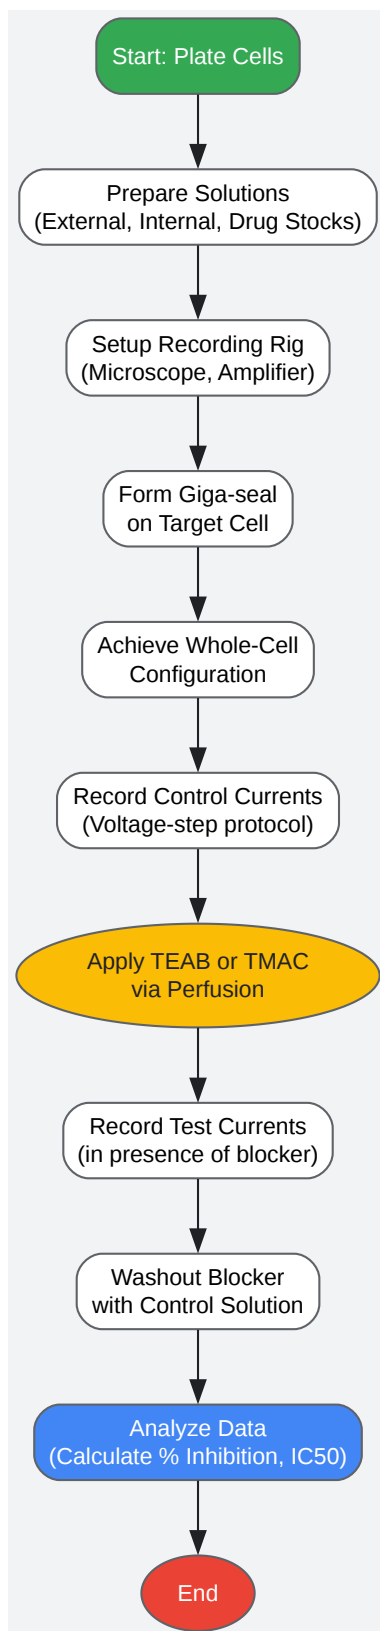 Start: Plate Cells
Prepare Solutions
(External, Internal, Drug Stocks)
Setup Recording Rig
(Microscope, Amplifier)
Form Giga-seal
on Target Cell
Achieve Whole-Cell
Configuration
Record Control Currents
(Voltage-step protocol)
Apply TEAB or TMAC
via Perfusion
Record Test Currents
(in presence of blocker)
Washout Blocker
with Control Solution
Analyze Data
(Calculate % Inhibition, IC50)
End